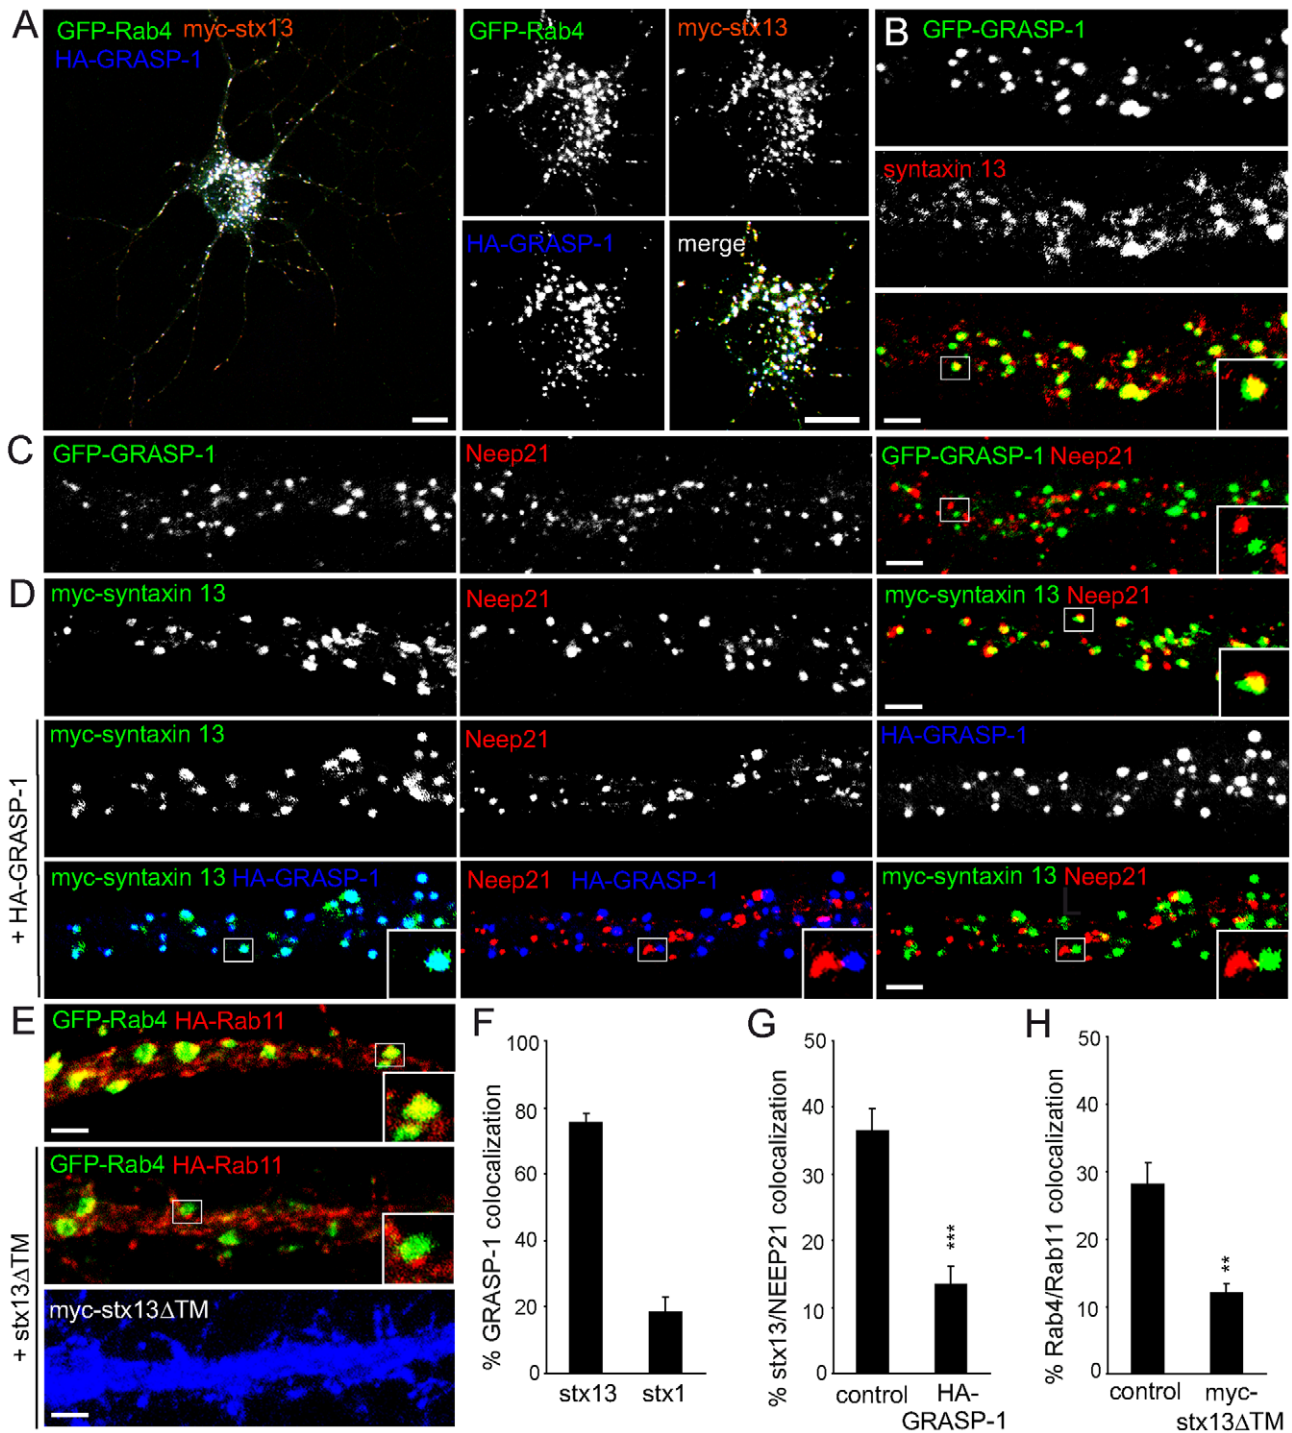 A
GFP-Rab4 myc-stx13
HA-GRASP-1
GFP-Rab4
myc-stx13
HA-GRASP-1
merge
B
GFP-GRASP-1
syntaxin 13
C
GFP-GRASP-1
Neep21
GFP-GRASP-1 Neep21
D
myc-syntaxin 13
Neep21
myc-syntaxin 13 Neep21
+ HA-GRASP-1
myc-syntaxin 13
Neep21
HA-GRASP-1
myc-syntaxin 13 HA-GRASP-1
Neep21 HA-GRASP-1
myc-syntaxin 13 Neep21
E
GFP-Rab4 HA-Rab11
+ stx13ΔTM
GFP-Rab4 HA-Rab11
myc-stx13ΔTM
F
% GRASP-1 colocalization
100
80
60
40
20
0
stx13 stx1
G
% stx13/NEEP21 colocalization
50
40
30
20
10
0
***
control HA-
GRASP-1
H
% Rab4/Rab11 colocalization
50
40
30
20
10
0
**
control myc-
stx13ΔTM